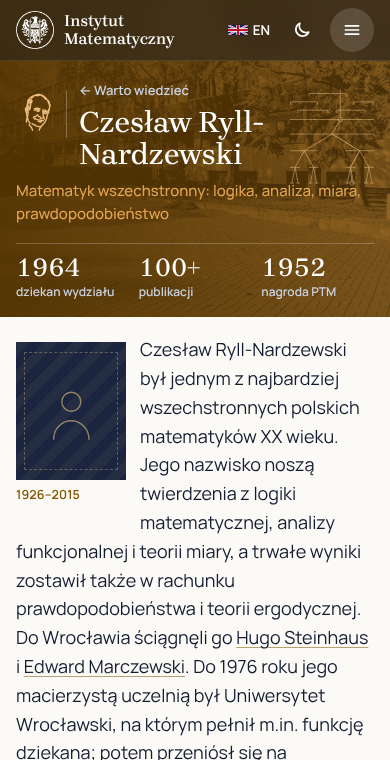 Instytut
Matematyczny
EN
← Warto wiedzieć
Czesław Ryll-
Nardzewski
Matematyk wszechstronny: logika, analiza, miara,
prawdopodobieństwo
1964
dziekan wydziału
100+
publikacji
1952
nagroda PTM
1926–2015
Czesław Ryll-Nardzewski
był jednym z najbardziej
wszechstronnych polskich
matematyków XX wieku.
Jego nazwisko noszą
twierdzenia z logiki
matematycznej, analizy
funkcjonalnej i teorii miary, a trwałe wyniki
zostawił także w rachunku
prawdopodobieństwa i teorii ergodycznej.
Do Wrocławia ściągnęli go Hugo Steinhaus
i Edward Marczewski. Do 1976 roku jego
macierzystą uczelnią był Uniwersytet
Wrocławski, na którym pełnił m.in. funkcję
dziekana; potem przeniósł się na